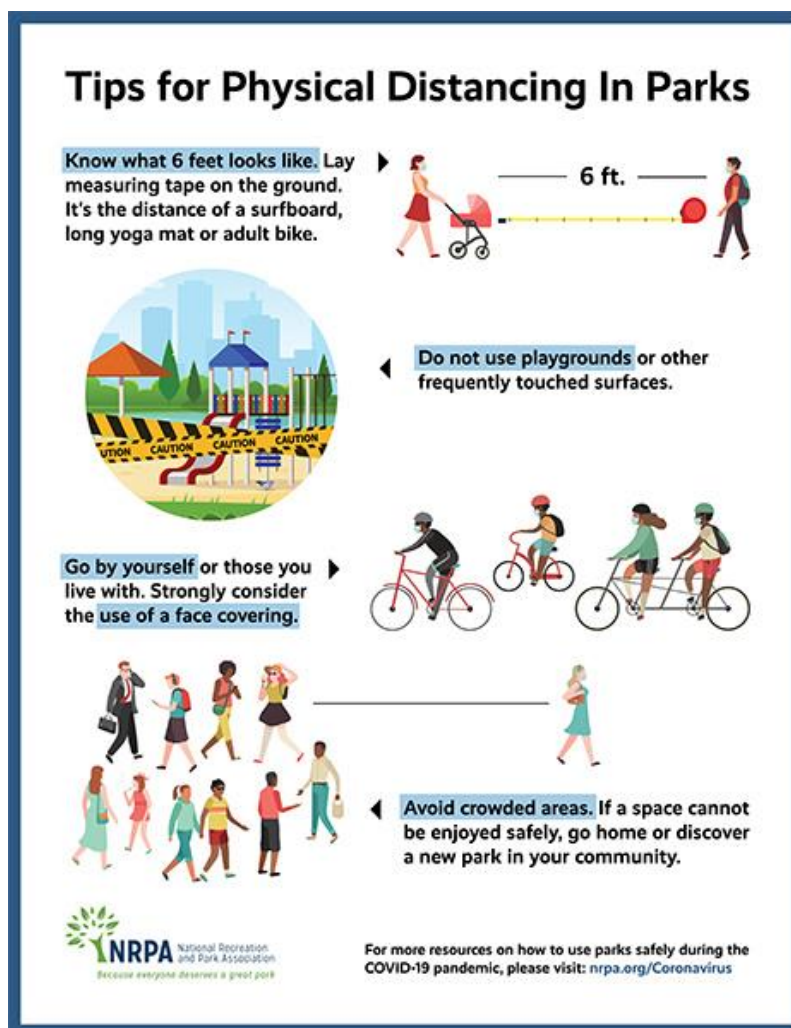 Tips for Physical Distancing In Parks
Know what 6 feet looks like. Lay
measuring tape on the ground.
It's the distance of a surfboard,
long yoga mat or adult bike.
6 ft.
Do not use playgrounds or other
frequently touched surfaces.
UTION CAUTION CAUTION CAUTION
Go by yourself or those you
live with. Strongly consider
the use of a face covering.
Avoid crowded areas. If a space cannot
be enjoyed safely, go home or discover
a new park in your community.
NRPA National Recreation
and Park Association
Because everyone deserves a great park
For more resources on how to use parks safely during the
COVID-19 pandemic, please visit: nrpa.org/Coronavirus